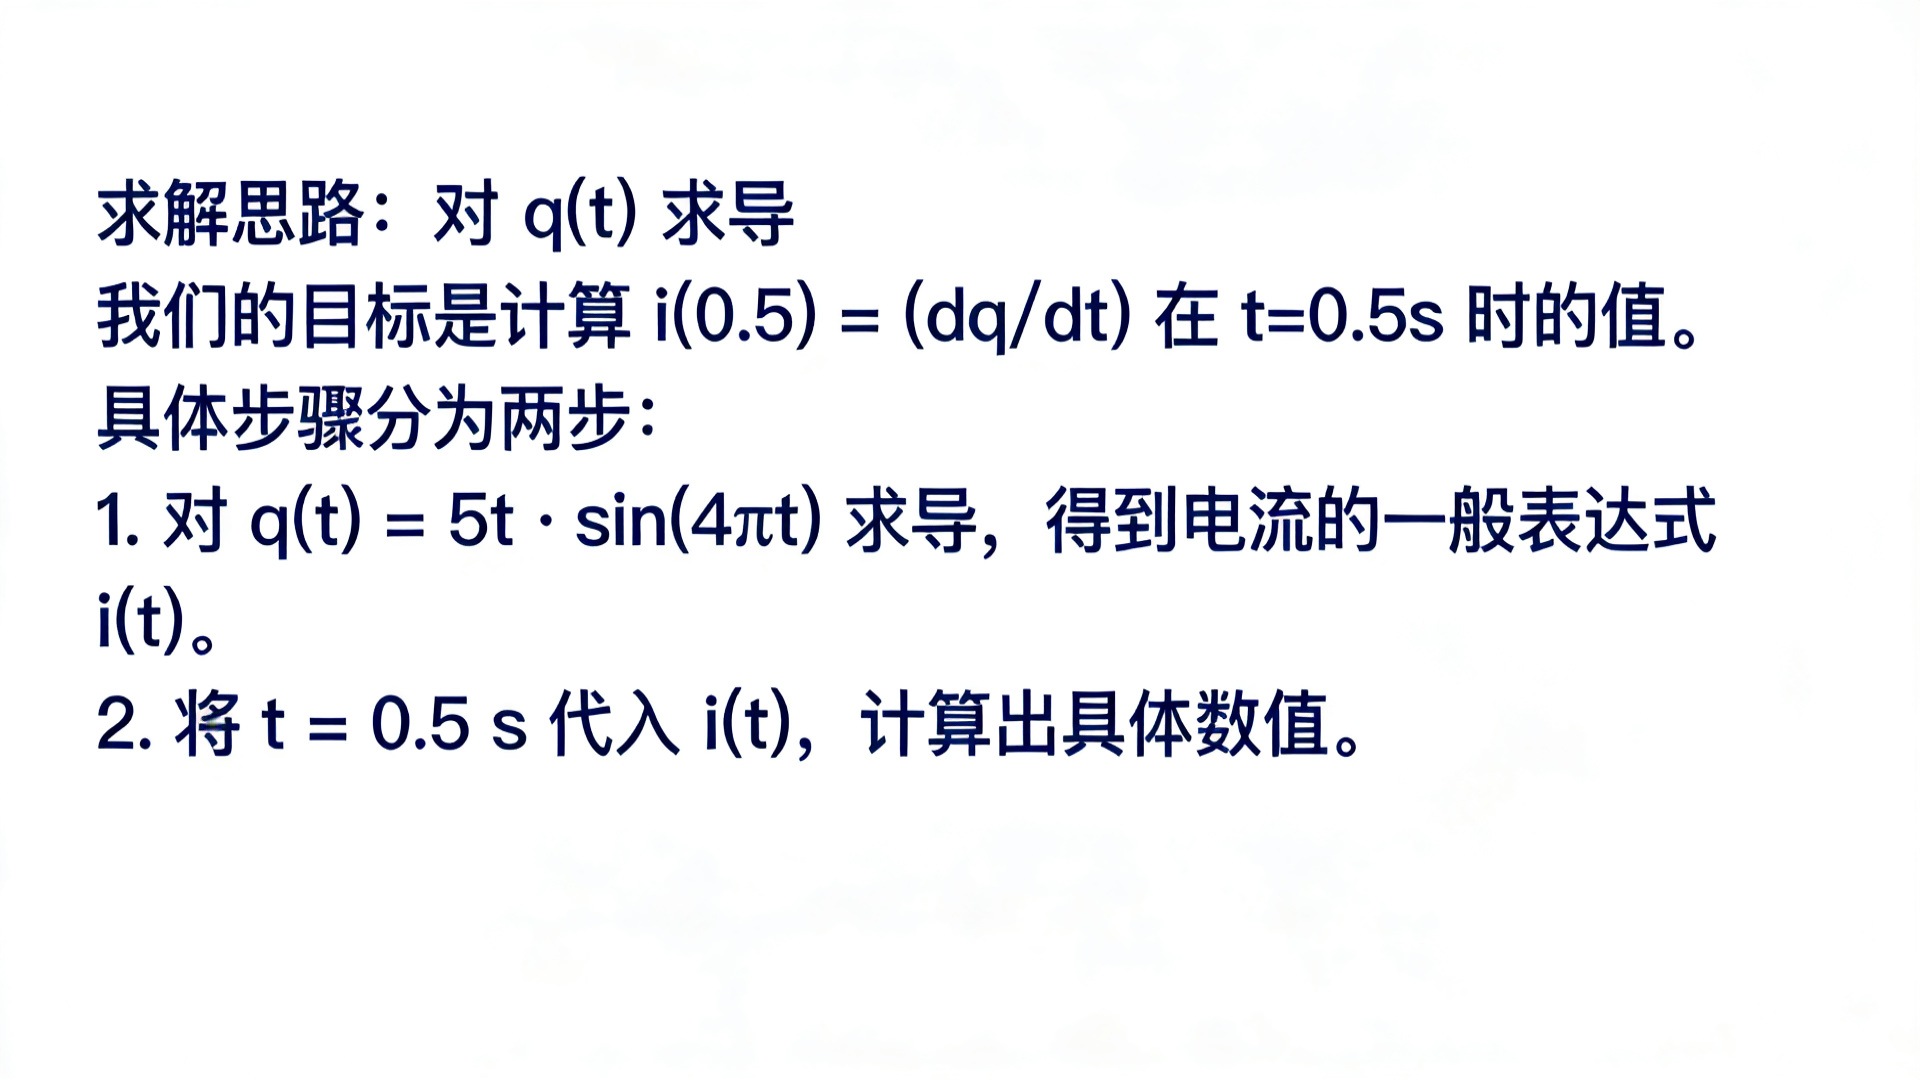 求解思路：对 q(t) 求导
我们的目标是计算 i(0.5) = (dq/dt) 在 t=0.5s 时的值。
具体步骤分为两步：
1. 对 q(t) = 5t · sin(4πt) 求导，得到电流的一般表达式
i(t)。
2. 将 t = 0.5 s 代入 i(t)，计算出具体数值。